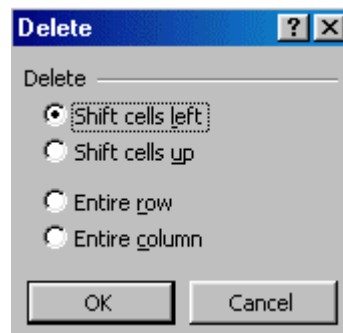 Delete ? X
Delete
Shift cells left
Shift cells up
Entire row
Entire column
OK Cancel